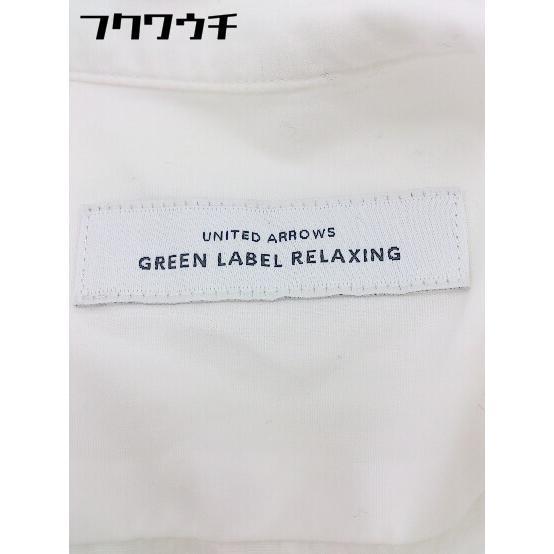 フクワウチ
UNITED ARROWS
GREEN LABEL RELAXING